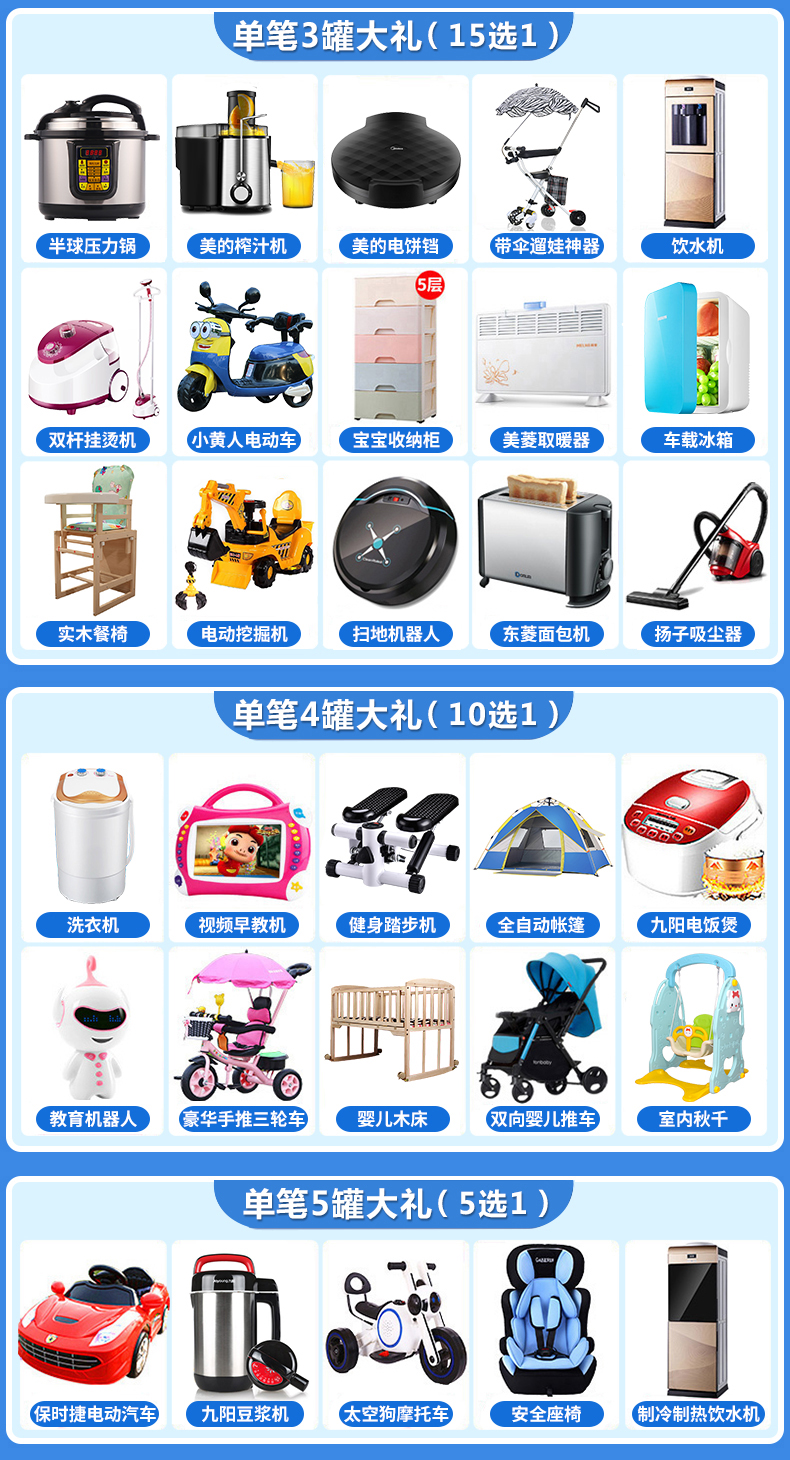 单笔3罐大礼（15选1）
半球压力锅
美的榨汁机
美的电饼铛
带伞遛娃神器
饮水机
5层
双杆挂烫机
小黄人电动车
宝宝收纳柜
美菱取暖器
车载冰箱
实木餐椅
电动挖掘机
扫地机器人
东菱面包机
扬子吸尘器
单笔4罐大礼（10选1）
洗衣机
视频早教机
健身踏步机
全自动帐篷
九阳电饭煲
教育机器人
豪华手推三轮车
婴儿木床
双向婴儿推车
室内秋千
单笔5罐大礼（5选1）
保时捷电动汽车
九阳豆浆机
太空狗摩托车
安全座椅
制冷制热饮水机